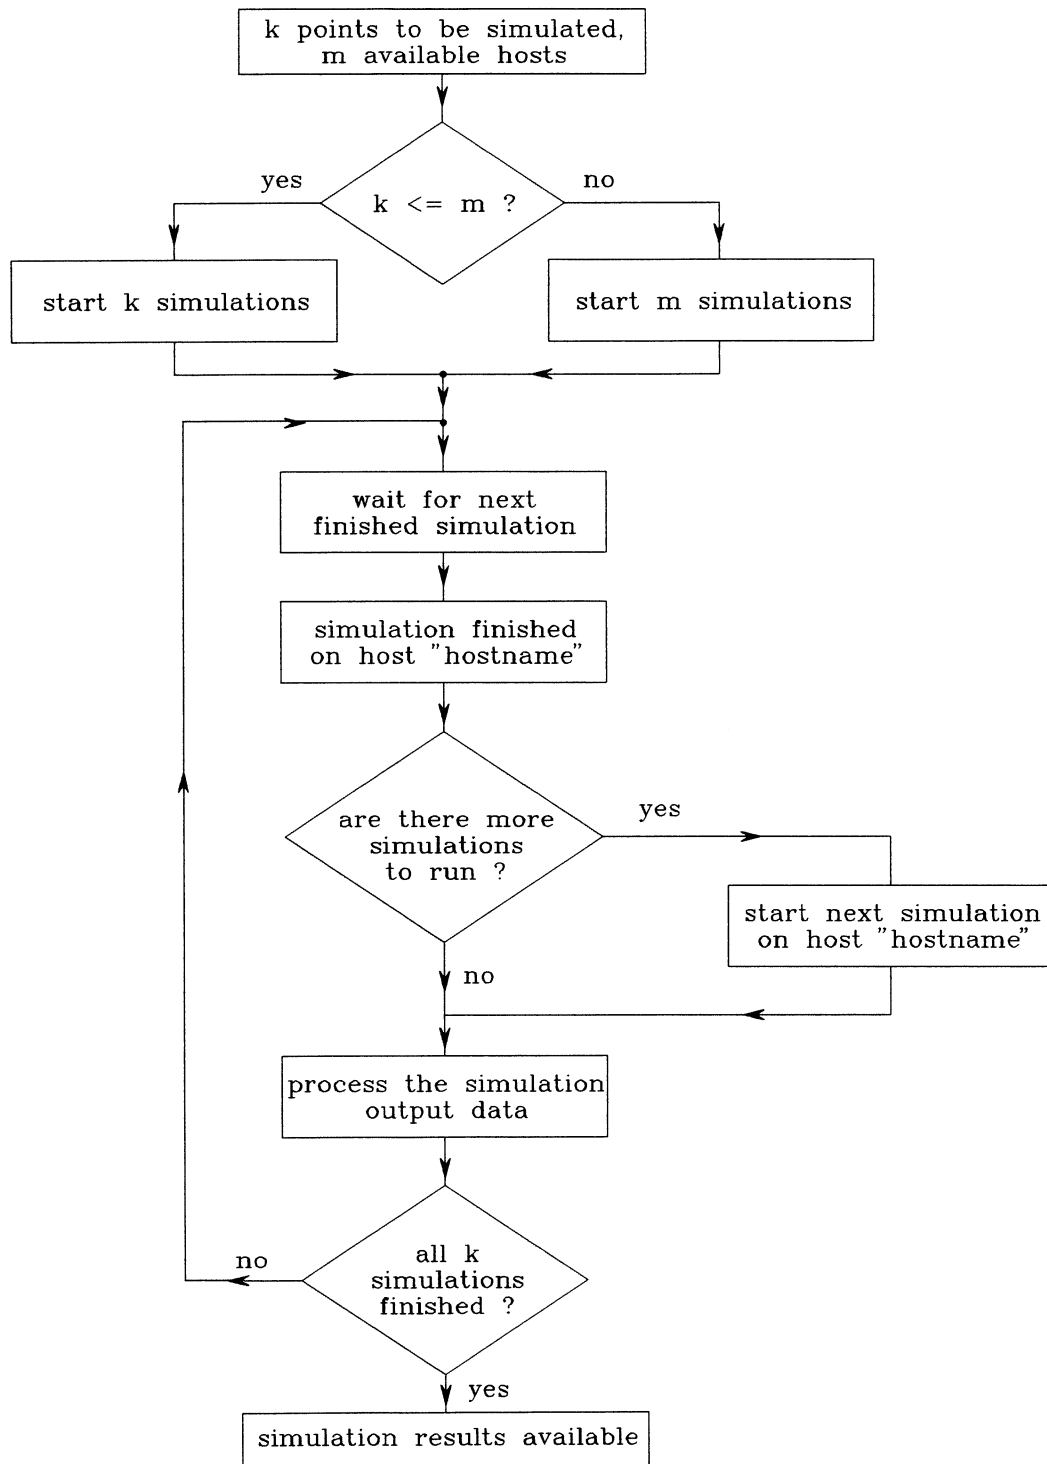 k points to be simulated,
m available hosts
yes
no
k <= m ?
start k simulations
start m simulations
wait for next
finished simulation
simulation finished
on host "hostname"
are there more
simulations
to run ?
yes
start next simulation
on host "hostname"
no
process the simulation
output data
no
all k
simulations
finished ?
yes
simulation results available